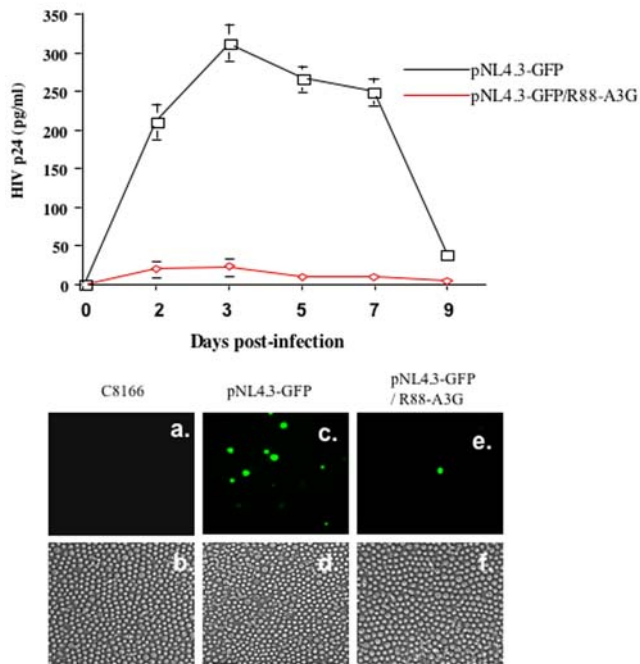 350
300
250
200
150
100
50
0
HIV p24 (pg/ml)
pNL4.3-GFP
pNL4.3-GFP/R88-A3G
0 2 3 5 7 9
Days post-infection
C8166
pNL4.3-GFP
pNL4.3-GFP
/ R88-A3G
a.
c.
e.
b.
d
f.